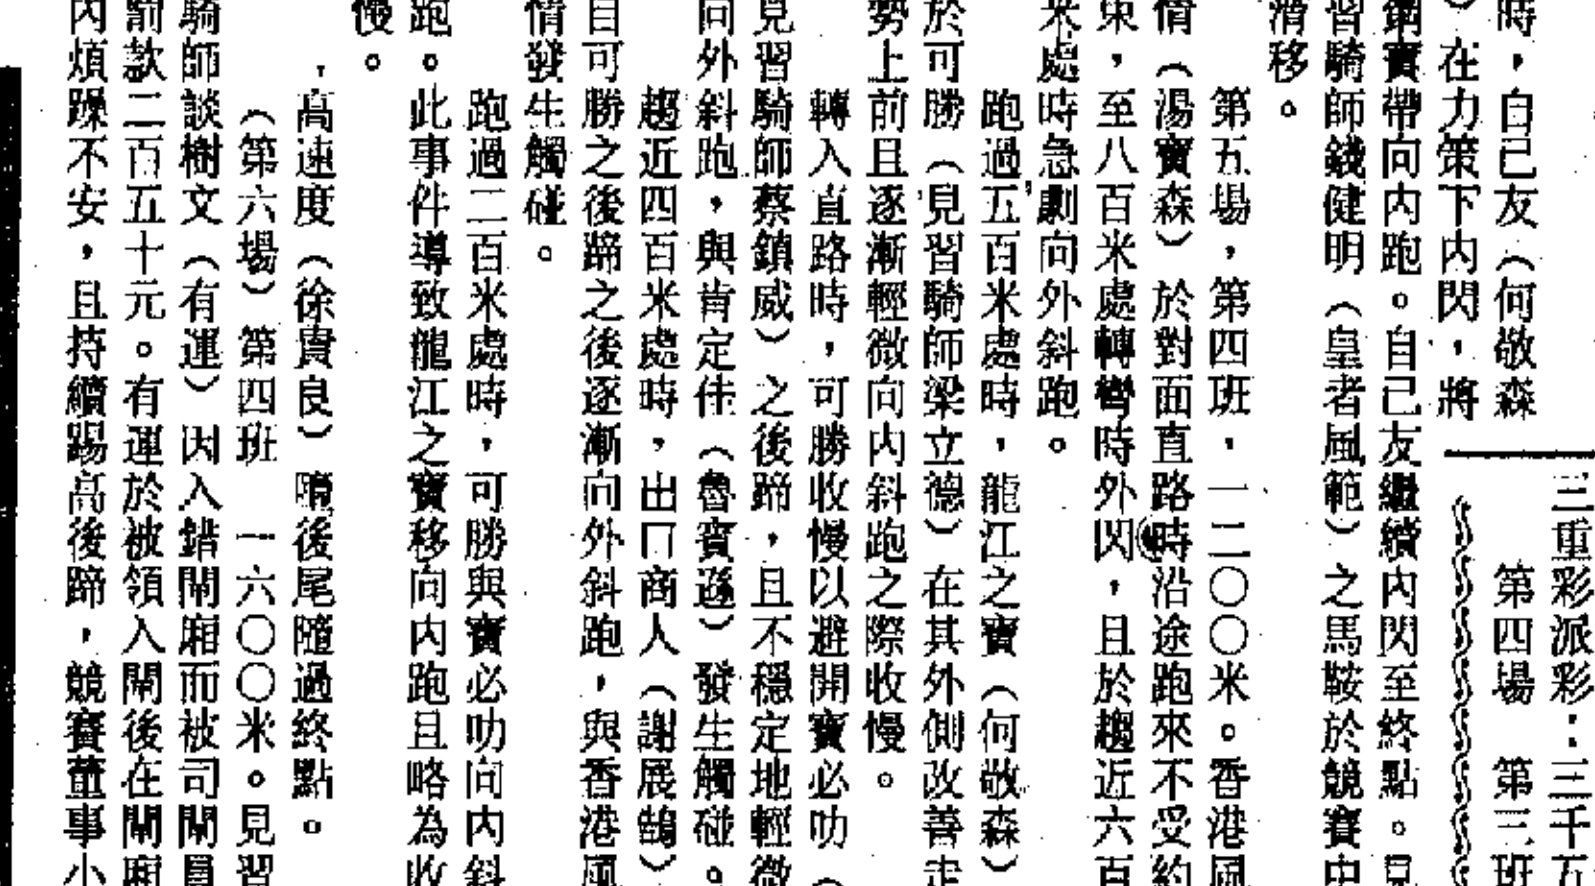 三重彩派彩：三千五
第四場　第三班
時，自己友（何敬森
）在力策下內閃，將
寶帶向內跑。自己友繼續內閃至終點。見
習騎師錢健明（皇者風範）之馬鞍於競賽中
滑移。
第五場，第四班，一二〇〇米。香港風
情（湯寶森）於對面直路時沿途跑來不受約
束，至八百米處轉彎時外閃，且於趨近六百
米處時急劇向外斜跑。
跑過五百米處時，龍江之寶（何敬森）
於可勝（見習騎師梁立德）在其外側改善走
勢上前且逐漸輕微向內斜跑之際收慢。
轉入直路時，可勝收慢以避開寶必叻（
見習騎師蔡鎮威）之後蹄，且不穩定地輕微
向外斜跑，與肯定佳（魯賓遜）發生觸碰。
趨近四百米處時，出口商人（謝展鵠）
自可勝之後蹄之後逐漸向外斜跑，與香港風
情發生觸碰。
跑過二百米處時，可勝與寶必叻向內斜
跑。此事件導致龍江之寶移向內跑且略為收
慢。
高速度（徐貴良）賽後尾隨過終點。
（第六場）第四班　一六〇〇米。見習
騎師談樹文（有運）因入錯閘廂而被司閘員
罰款二百五十元。有運於被領入閘後在閘廂
內煩躁不安，且持續踢高後蹄，競賽董事小